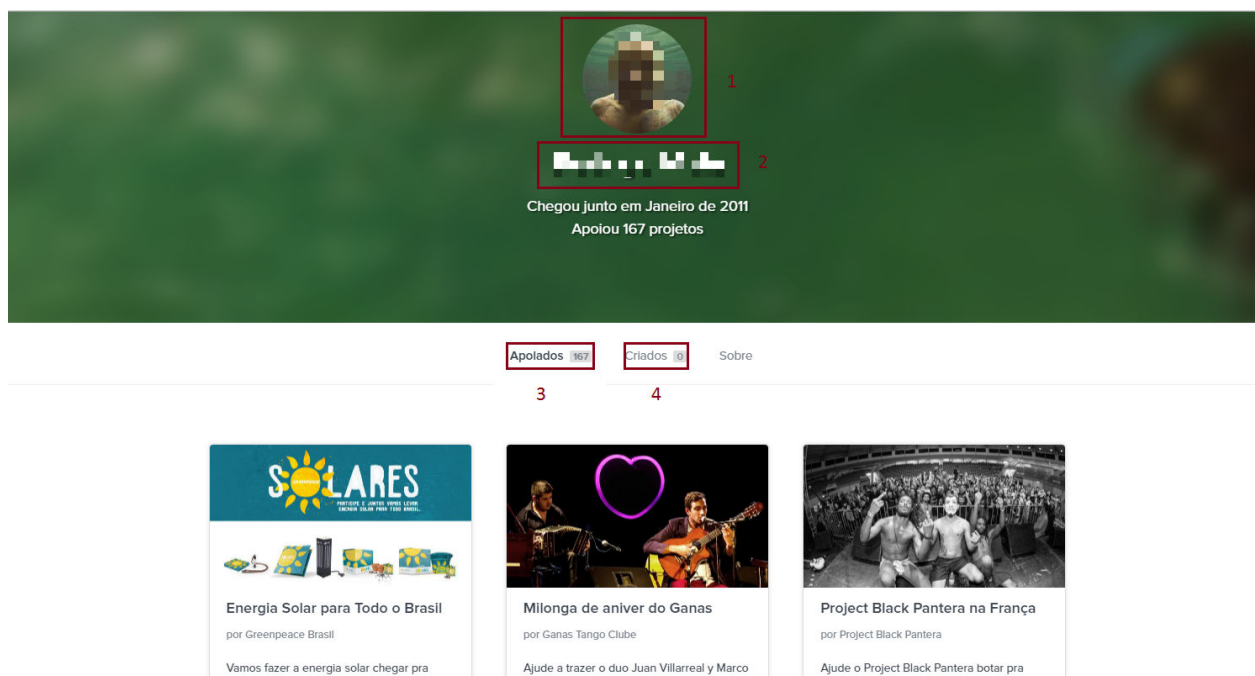 1
2
Chegou junto em Janeiro de 2011
Apoiou 167 projetos
Apoiados 167
Criados 0
Sobre
3
4
SOLARES
GREENPEACE
PARTICIPE E JUNTOS VAMOS LEVAR
ENERGIA SOLAR PARA TODO BRASIL.
Energia Solar para Todo o Brasil
por Greenpeace Brasil
Vamos fazer a energia solar chegar pra
Milonga de aniver do Ganas
por Ganas Tango Clube
Ajude a trazer o duo Juan Villarreal y Marco
Project Black Pantera na França
por Project Black Pantera
Ajude o Project Black Pantera botar pra